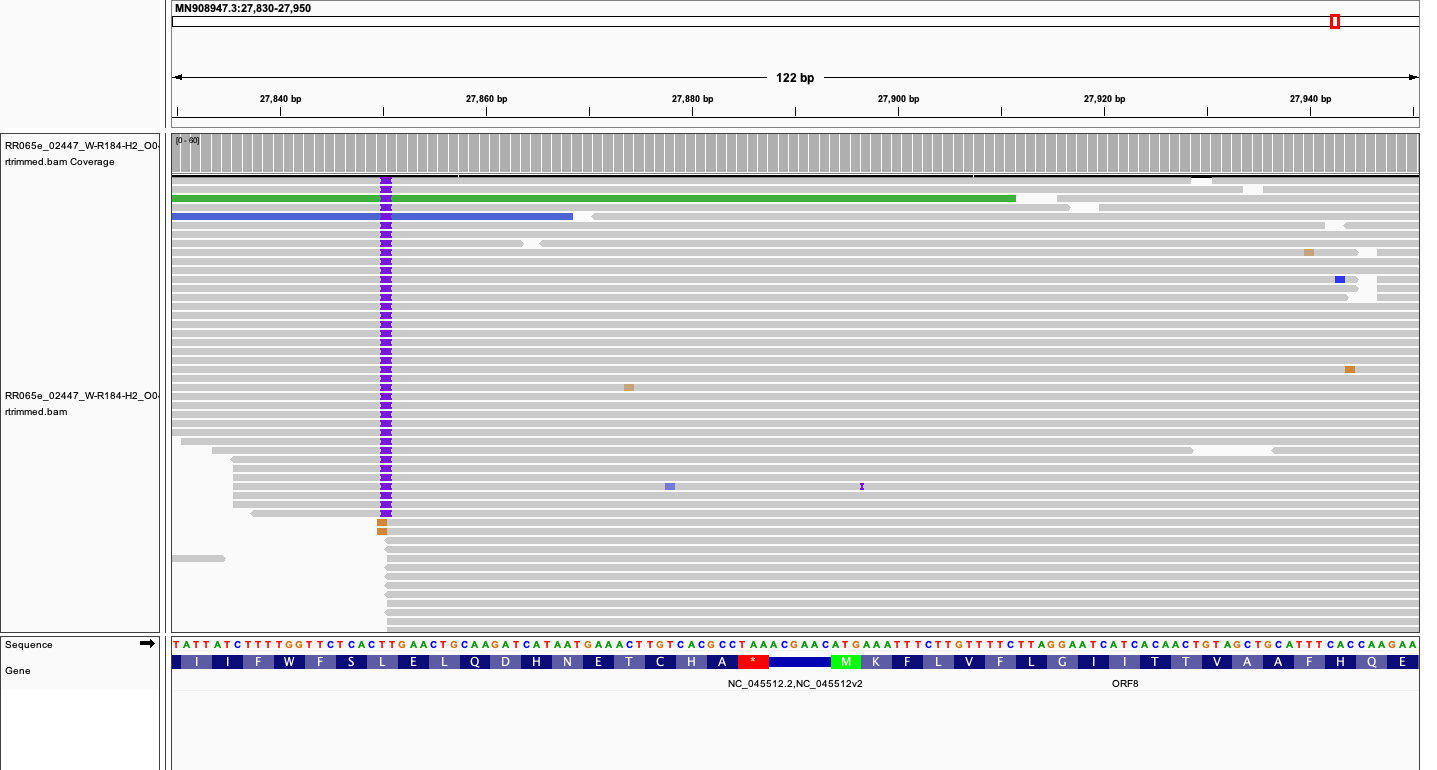 MN908947.3:27,830-27,950
122 bp
27,840 bp 27,860 bp 27,880 bp 27,900 bp 27,920 bp 27,940 bp
RR065e_02447_W-R184-H2_O0
rtrimmed.bam Coverage
[0 - 60]
RR065e_02447_W-R184-H2_O0
rtrimmed.bam
Sequence
TATTATCTTTTGGTTCTCACTTGAACTGCAAGATCATAATGAAACTTGTCACGCCTAAACGAACATGAAATTTCTTGTTTTCTTAGGAATCATCACAACTGTAGCTGCATTTCACCAAGAA
Gene
I I F W F S L E L Q D H N E T C H A * M K F L V F L G I I T T V A A F H Q E
NC_045512.2,NC_045512v2 ORF8